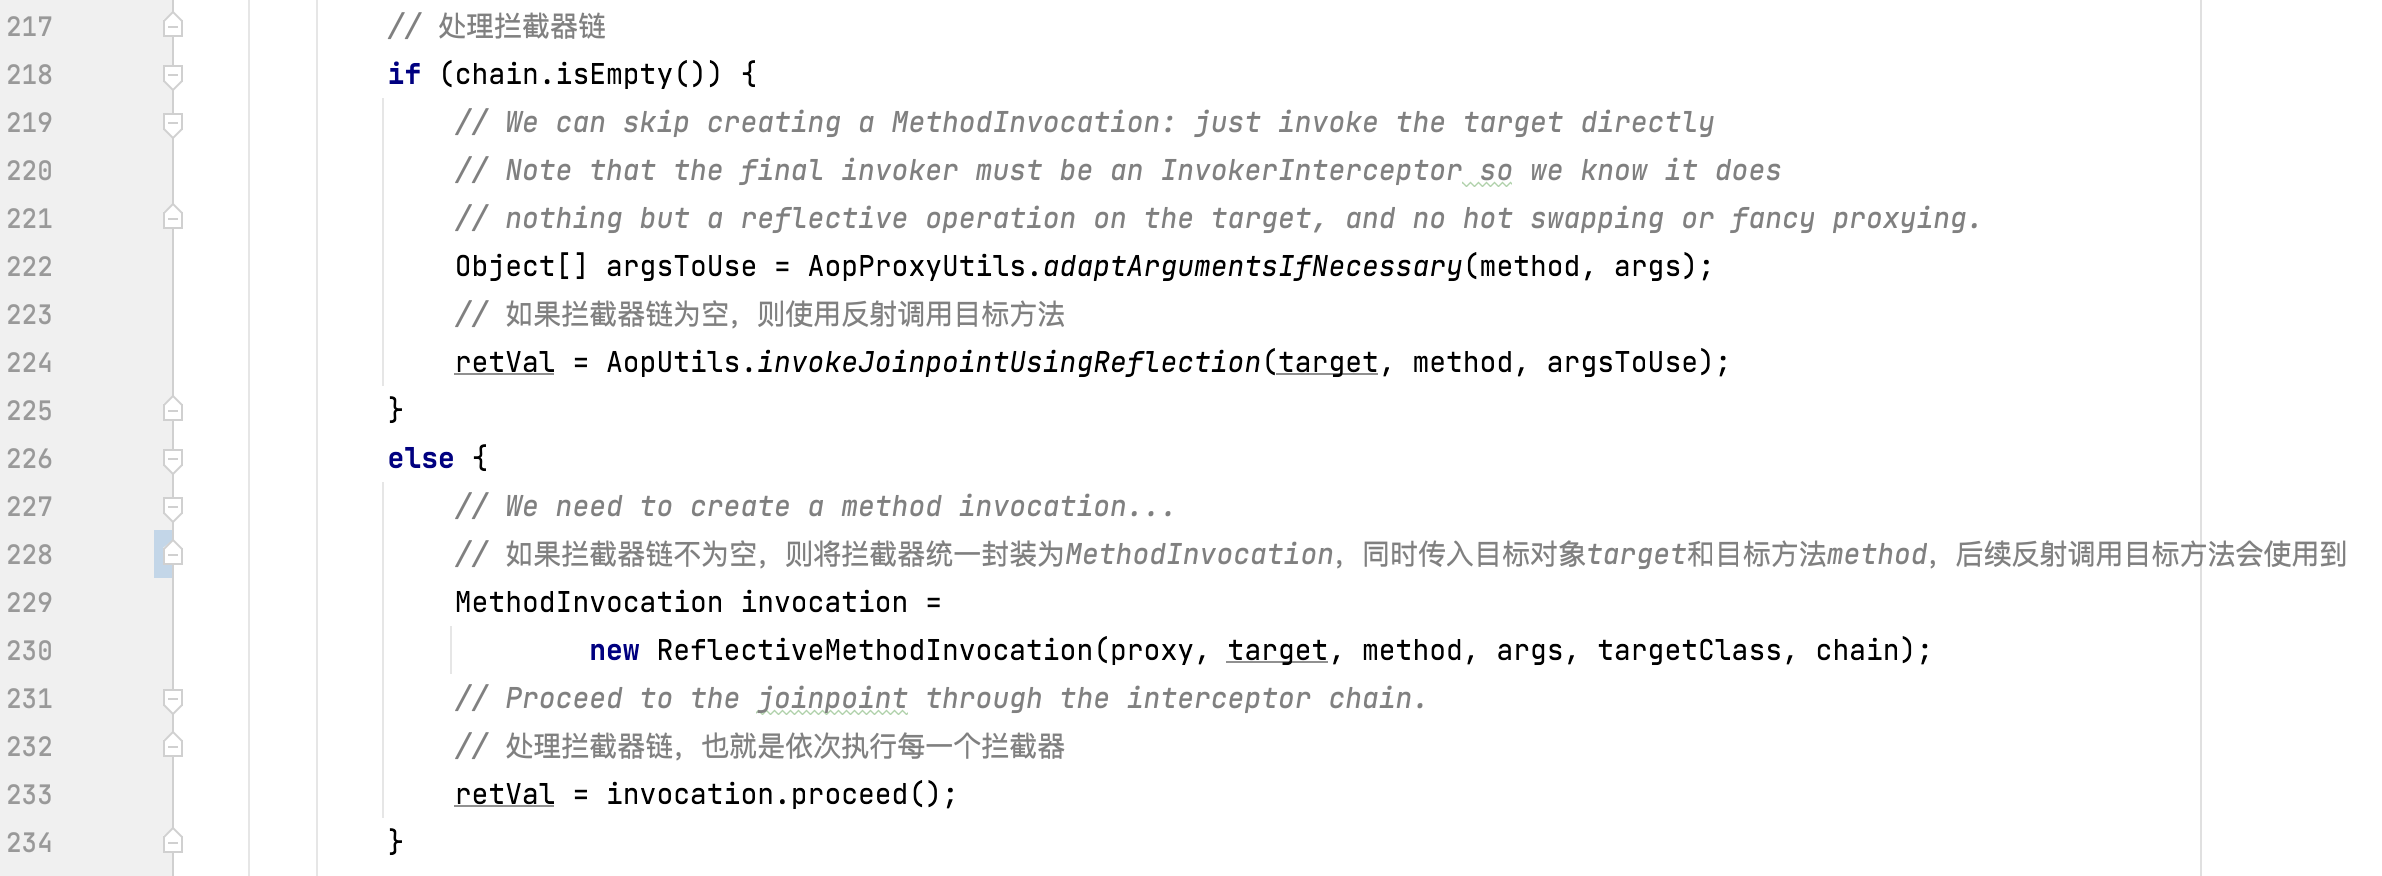 217 // 处理拦截器链
218 if (chain.isEmpty()) {
219 // We can skip creating a MethodInvocation: just invoke the target directly
220 // Note that the final invoker must be an InvokerInterceptor so we know it does
221 // nothing but a reflective operation on the target, and no hot swapping or fancy proxying.
222 Object[] argsToUse = AopProxyUtils.adaptArgumentsIfNecessary(method, args);
223 // 如果拦截器链为空，则使用反射调用目标方法
224 retVal = AopUtils.invokeJoinpointUsingReflection(target, method, argsToUse);
225 }
226 else {
227 // We need to create a method invocation...
228 // 如果拦截器链不为空，则将拦截器统一封装为MethodInvocation，同时传入目标对象target和目标方法method，后续反射调用目标方法会使用到
229 MethodInvocation invocation =
230 new ReflectiveMethodInvocation(proxy, target, method, args, targetClass, chain);
231 // Proceed to the joinpoint through the interceptor chain.
232 // 处理拦截器链，也就是依次执行每一个拦截器
233 retVal = invocation.proceed();
234 }